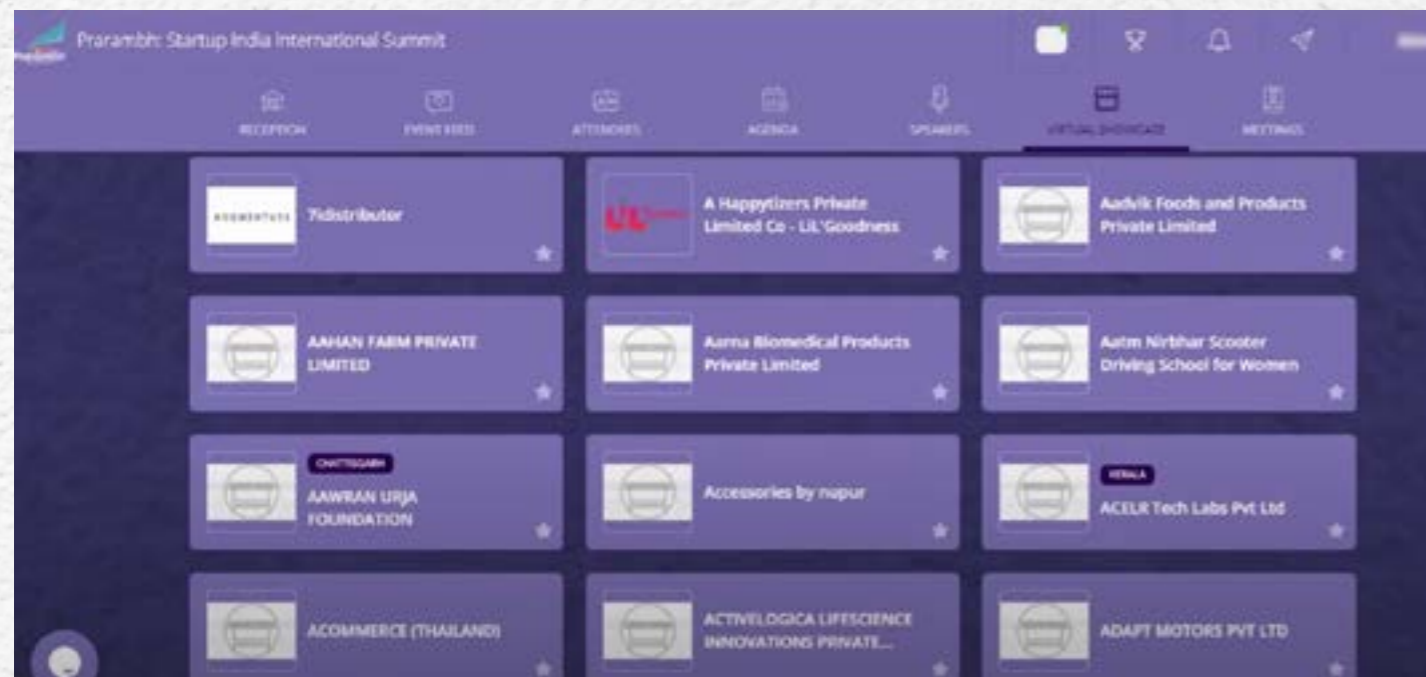 Prarambh: Startup India International Summit
RECEPTION
EVENT FEED
ATTENDEES
AGENDA
SPEAKERS
VIRTUAL SHOWCASE
MEETINGS
7idistributor
A Happytizers Private
Limited Co - LiL'Goodness
Aadvik Foods and Products
Private Limited
AAHAN FARM PRIVATE
LIMITED
Aarna Biomedical Products
Private Limited
Aatm Nirbhar Scooter
Driving School for Women
CHATTISGARH
AAWRAN URJA
FOUNDATION
Accessories by nupur
KERALA
ACELR Tech Labs Pvt Ltd
ACOMMERCE (THAILAND)
ACTIVELOGICA LIFESCIENCE
INNOVATIONS PRIVATE...
ADAPT MOTORS PVT LTD